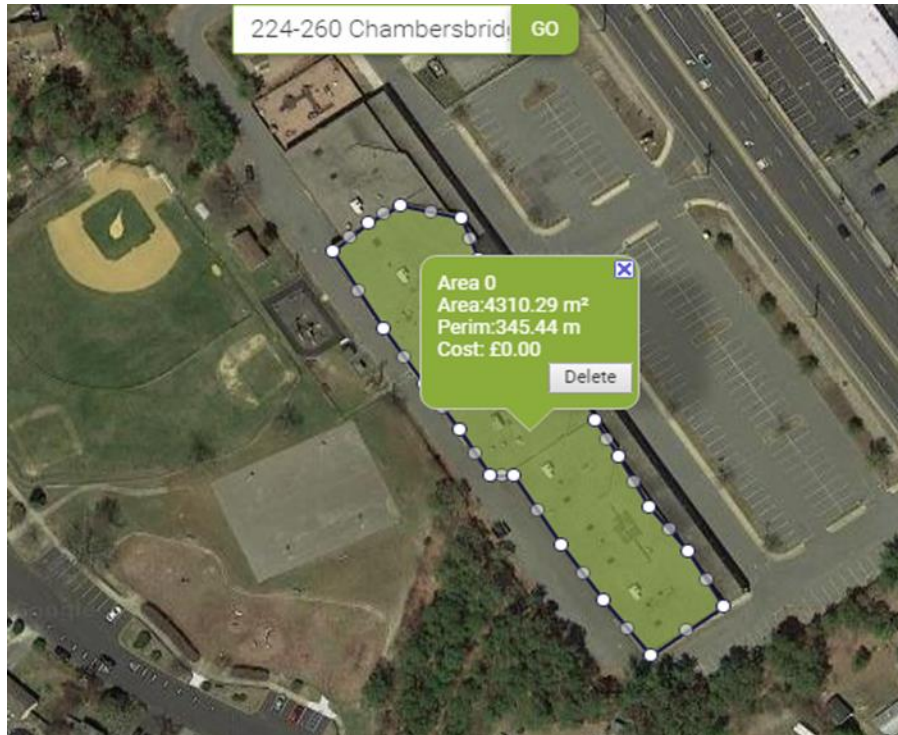 224-260 Chambersbrid
GO
Area 0
Area:4310.29 m²
Perim:345.44 m
Cost: £0.00
Delete